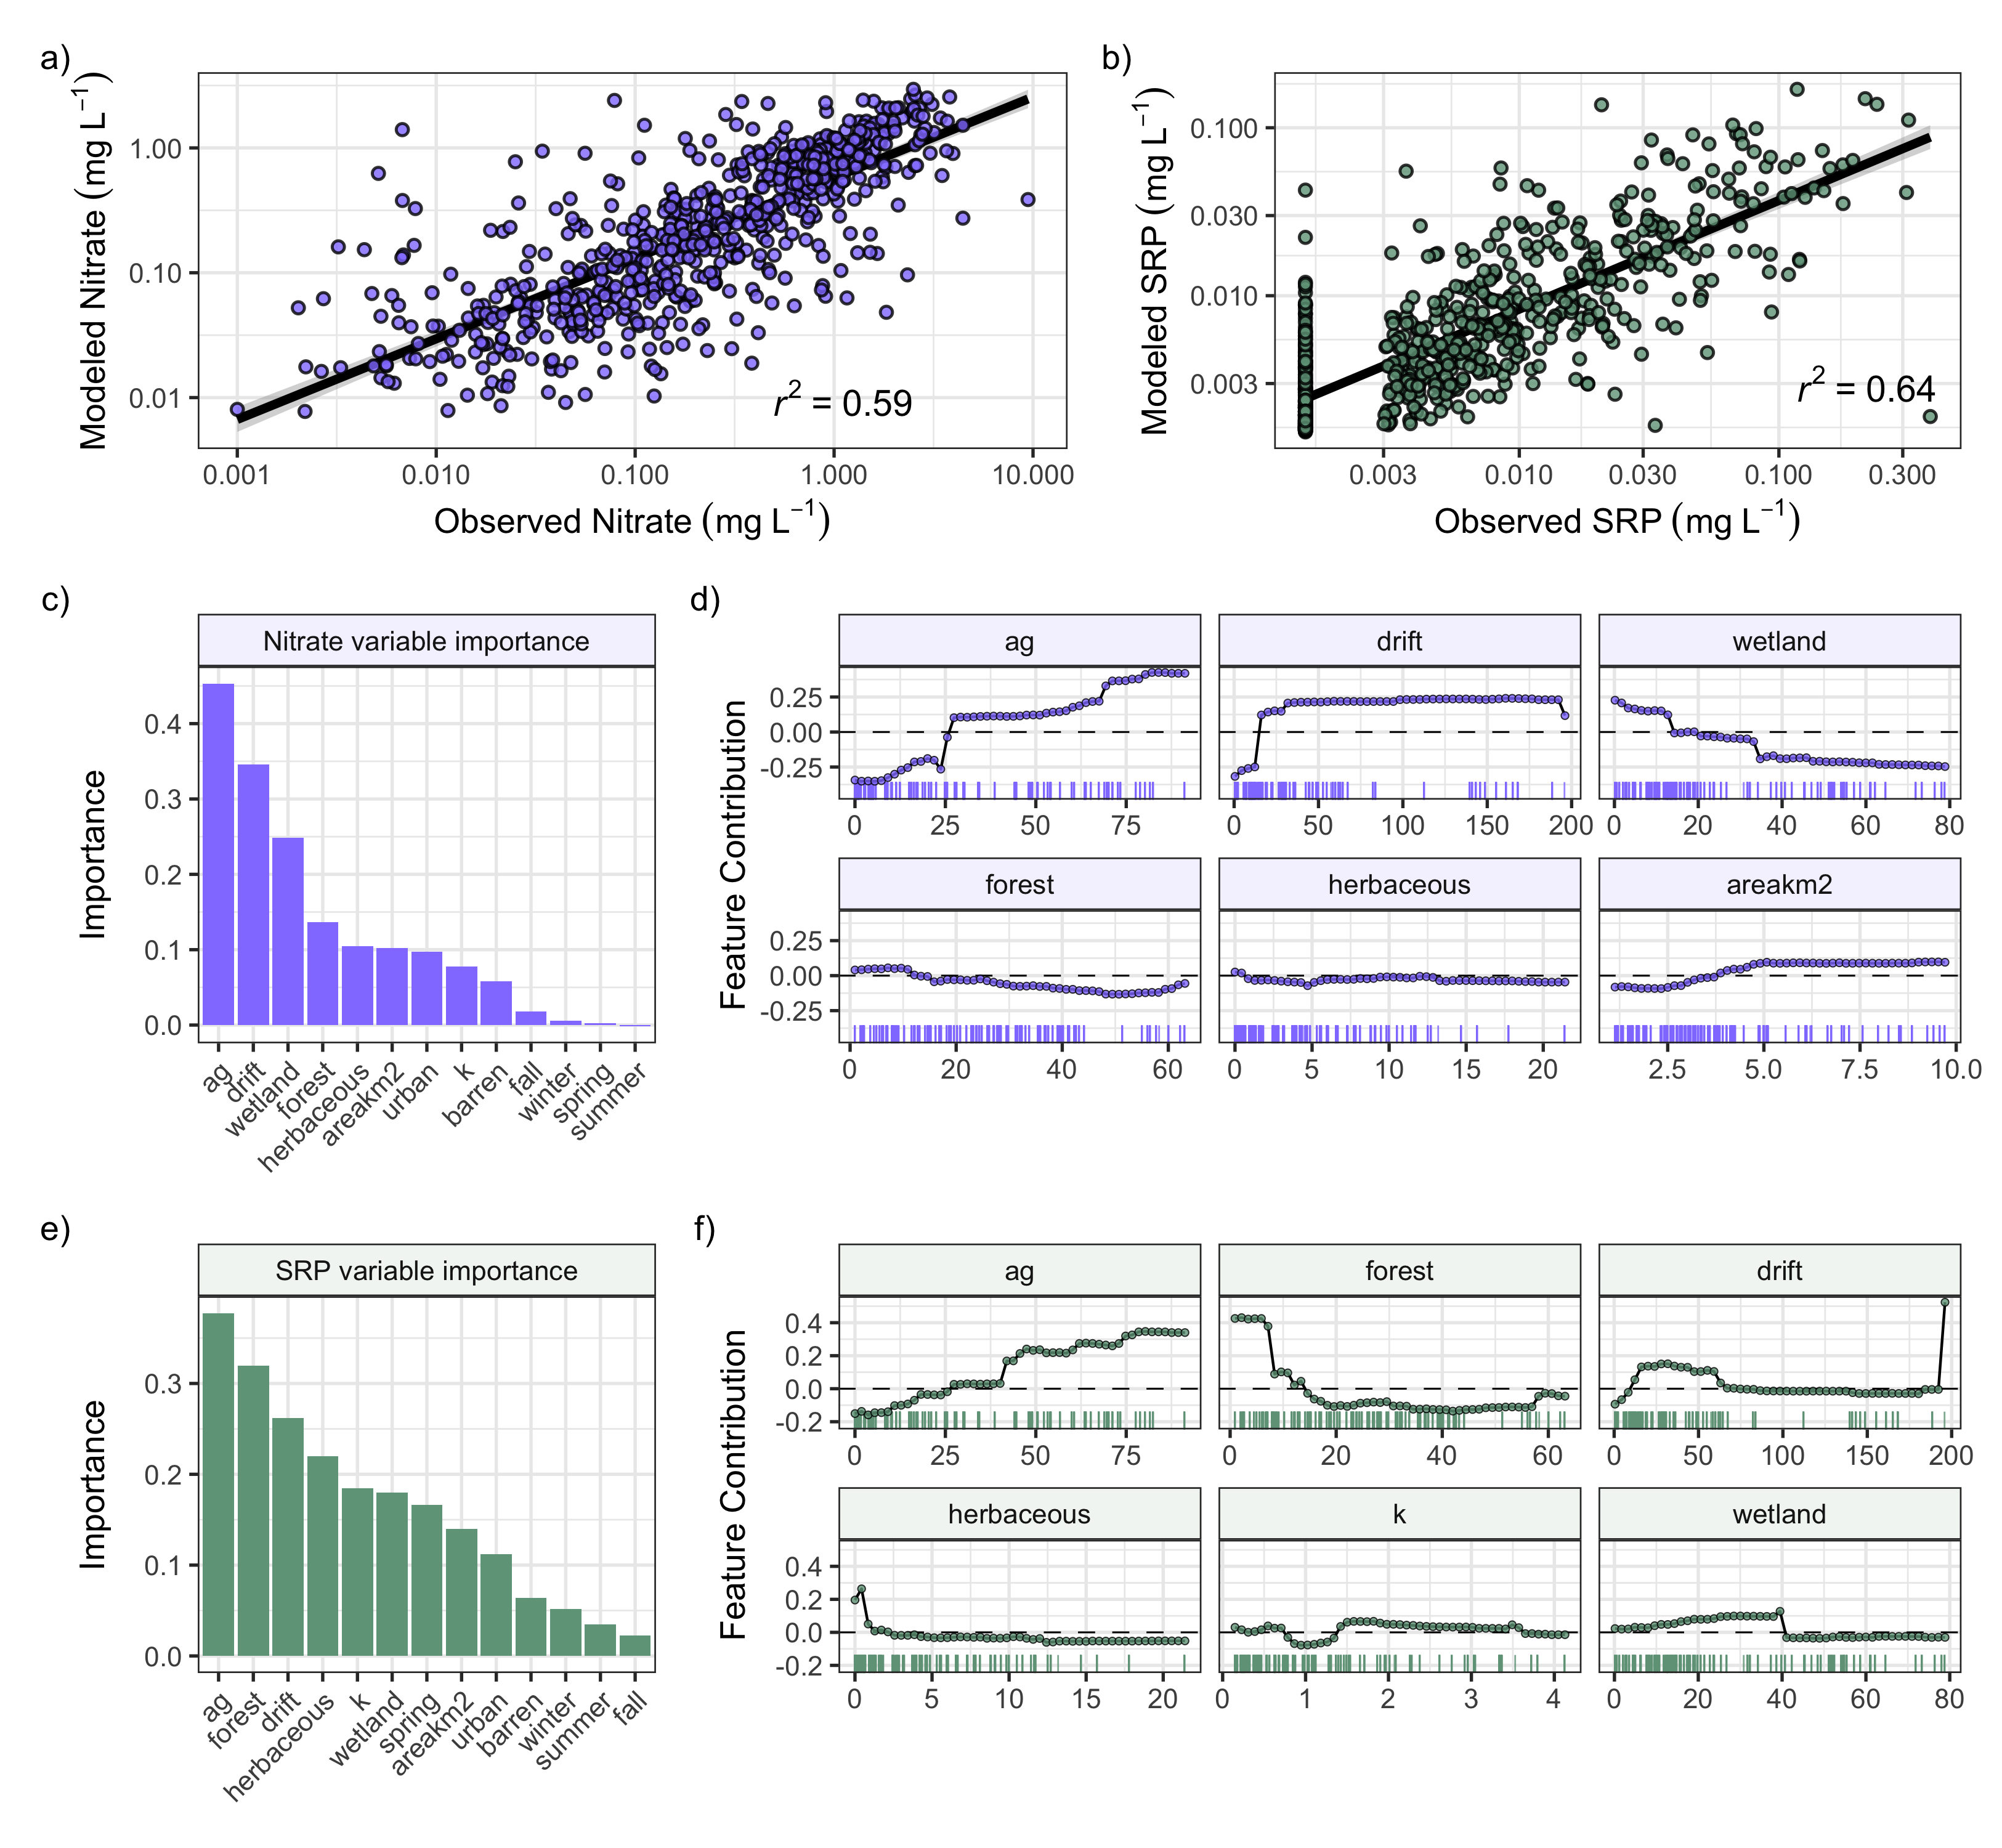 a)
Modeled Nitrate (mg L⁻¹)
1.00
0.10
0.01
r² = 0.59
0.001 0.010 0.100 1.000 10.000
Observed Nitrate (mg L⁻¹)
b)
Modeled SRP (mg L⁻¹)
0.100
0.030
0.010
0.003
r² = 0.64
0.003 0.010 0.030 0.100 0.300
Observed SRP (mg L⁻¹)
c)
Nitrate variable importance
Importance
0.4
0.3
0.2
0.1
0.0
ag drift wetland forest herbaceous areakm2 urban k barren fall winter spring summer
d)
Feature Contribution
ag drift wetland
0.25
0.00
-0.25
0 25 50 75 0 50 100 150 200 0 20 40 60 80
forest herbaceous areakm2
0.25
0.00
-0.25
0 20 40 60 0 5 10 15 20 2.5 5.0 7.5 10.0
e)
SRP variable importance
Importance
0.3
0.2
0.1
0.0
ag forest drift herbaceous k wetland spring areakm2 urban barren winter summer fall
f)
Feature Contribution
ag forest drift
0.4
0.2
0.0
-0.2
0 25 50 75 0 20 40 60 0 50 100 150 200
herbaceous k wetland
0.4
0.2
0.0
-0.2
0 5 10 15 20 0 1 2 3 4 0 20 40 60 80